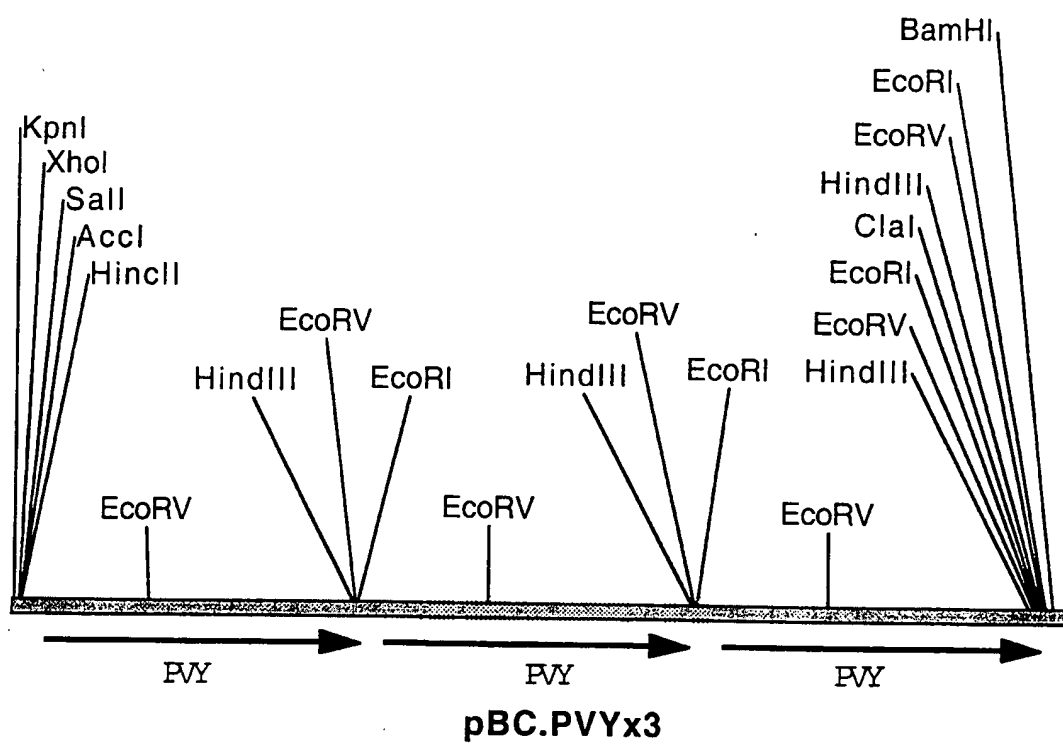 BamHI
EcoRI
KpnI
EcoRV
XhoI
HindIII
SalI
ClaI
AccI
EcoRI
HincII
EcoRV
EcoRV
EcoRV
HindIII
EcoRI
HindIII
EcoRI
HindIII
EcoRV
EcoRV
EcoRV
PVY
PVY
PVY
pBC.PVYx3